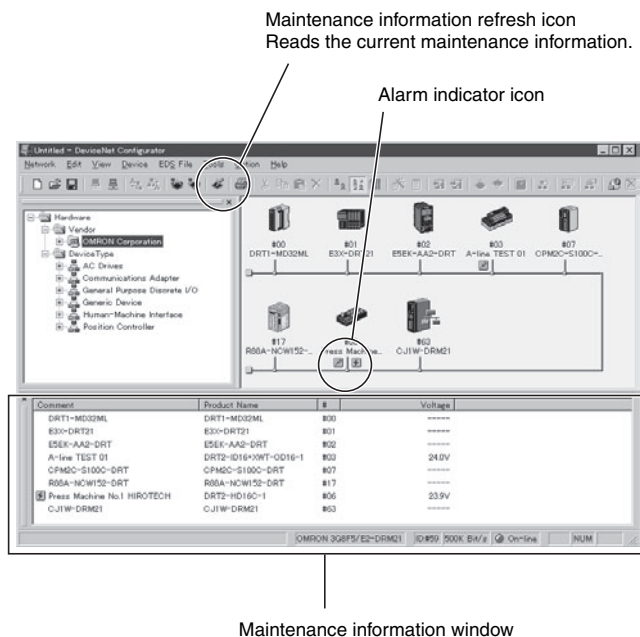 Maintenance information refresh icon
Reads the current maintenance information.
Alarm indicator icon
Untitled - DeviceNet Configurator
Network Edit View Device EDS File Tools Option Help
Hardware
Vendor
OMRON Corporation
DeviceType
AC Drives
Communications Adapter
General Purpose Discrete I/O
Generic Device
Human-Machine Interface
Position Controller
#00 #01 #02 #03 #07
DRT1-MD32ML E3X-DRT21 E5EK-AA2-DRT A-line TEST 01 CPM2C-S100C-...
#17 #63
R88A-NCW152-... Press Machine... CJ1W-DRM21
Comment Product Name # Voltage
DRT1-MD32ML DRT1-MD32ML #00 -----
E3X-DRT21 E3X-DRT21 #01 -----
E5EK-AA2-DRT E5EK-AA2-DRT #02 -----
A-line TEST 01 DRT2-ID16+XWT-OD16-1 #03 24.0V
CPM2C-S100C-DRT CPM2C-S100C-DRT #07 -----
R88A-NCW152-DRT R88A-NCW152-DRT #17 -----
Press Machine No.1 HIROTECH DRT2-HD16C-1 #06 23.9V
CJ1W-DRM21 CJ1W-DRM21 #63 -----
OMRON 3G8F5/E2-DRM21 ID:#59 500K Bit/s On-line NUM
Maintenance information window